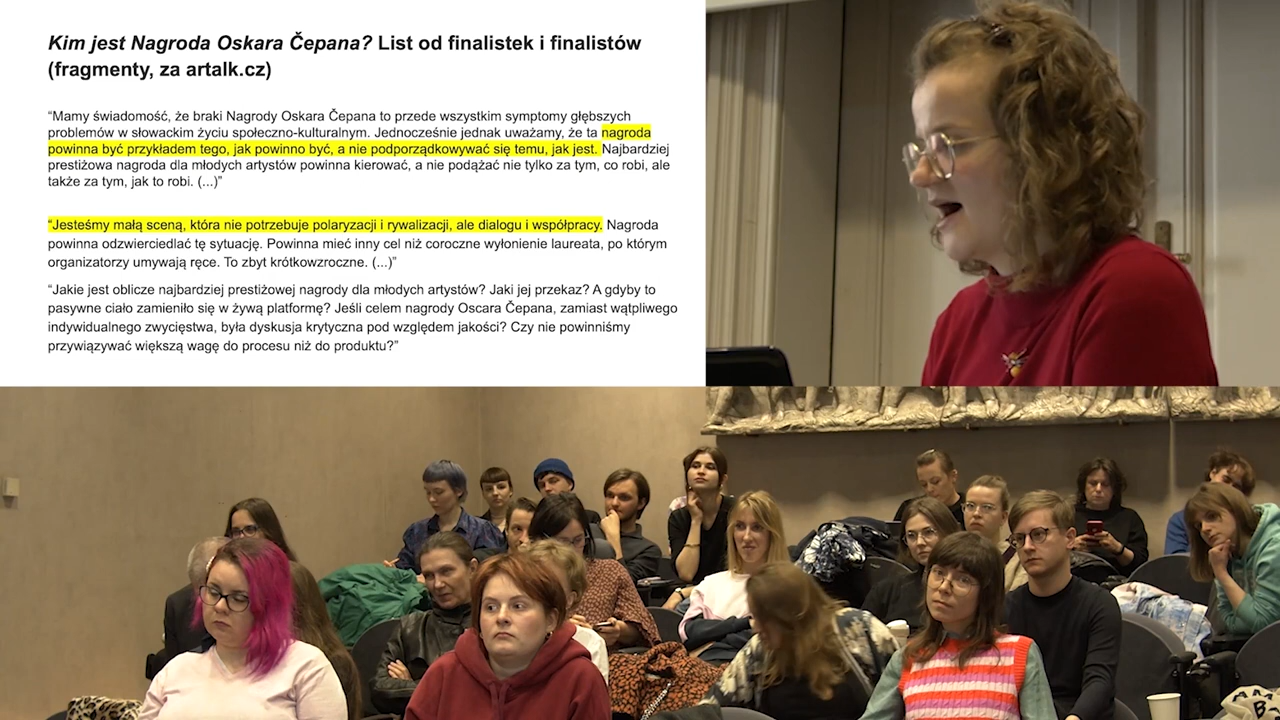 Kim jest Nagroda Oskara Čepana? List od finalistek i finalistów
(fragmenty, za artalk.cz)
“Mamy świadomość, że braki Nagrody Oskara Čepana to przede wszystkim symptomy głębszych
problemów w słowackim życiu społeczno-kulturalnym. Jednocześnie jednak uważamy, że ta nagroda
powinna być przykładem tego, jak powinno być, a nie podporządkowywać się temu, jak jest. Najbardziej
prestiżowa nagroda dla młodych artystów powinna kierować, a nie podążać nie tylko za tym, co robi, ale
także za tym, jak to robi. (...)”
“Jesteśmy małą sceną, która nie potrzebuje polaryzacji i rywalizacji, ale dialogu i współpracy. Nagroda
powinna odzwierciedlać tę sytuację. Powinna mieć inny cel niż coroczne wyłonienie laureata, po którym
organizatorzy umywają ręce. To zbyt krótkowzroczne. (...)”
“Jakie jest oblicze najbardziej prestiżowej nagrody dla młodych artystów? Jaki jej przekaz? A gdyby to
pasywne ciało zamieniło się w żywą platformę? Jeśli celem nagrody Oscara Čepana, zamiast wątpliwego
indywidualnego zwycięstwa, była dyskusja krytyczna pod względem jakości? Czy nie powinniśmy
przywiązywać większą wagę do procesu niż do produktu?”